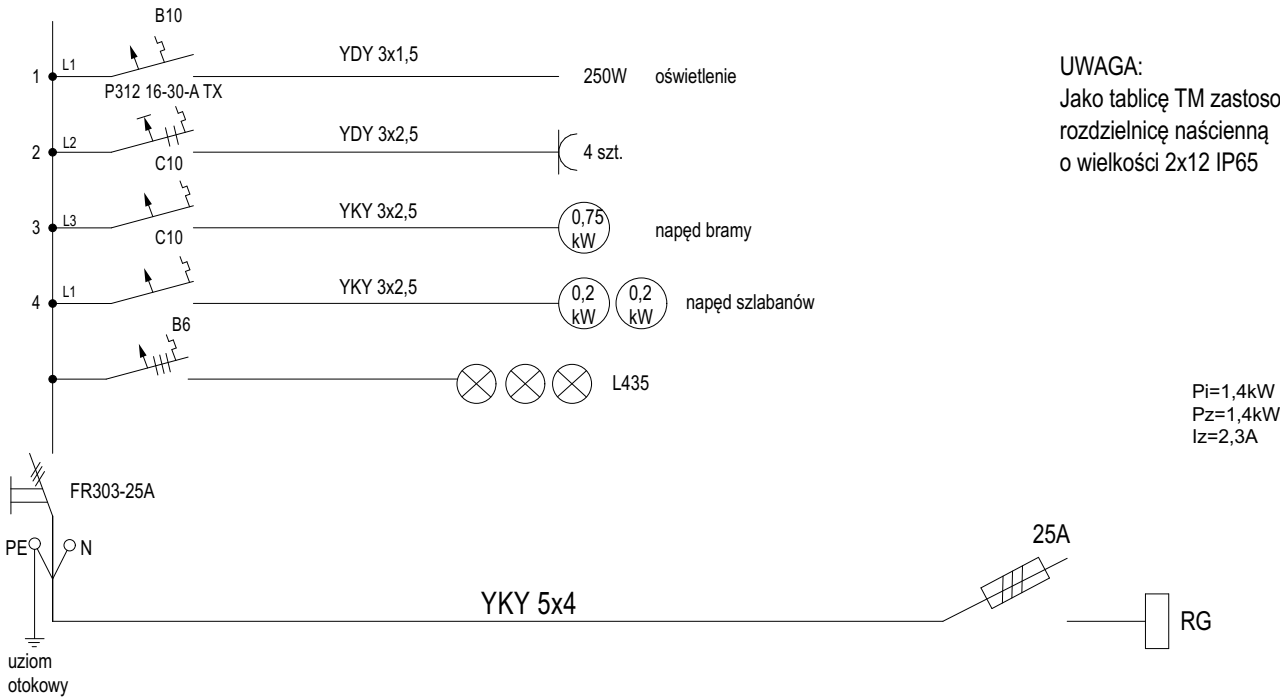 B10
1 L1 YDY 3x1,5 250W oświetlenie
P312 16-30-A TX
2 L2 YDY 3x2,5 4 szt.
C10
3 L3 YKY 3x2,5 0,75 kW napęd bramy
C10
4 L1 YKY 3x2,5 0,2 kW 0,2 kW napęd szlabanów
B6
L435
UWAGA:
Jako tablicę TM zastoso
rozdzielnicę naścienną
o wielkości 2x12 IP65
Pi=1,4kW
Pz=1,4kW
Iz=2,3A
FR303-25A
PE N
25A
YKY 5x4
RG
uziom
otokowy